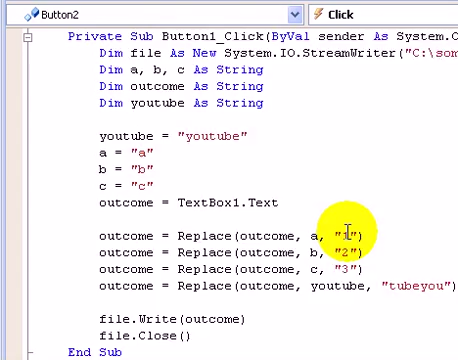 Button2 Click
Private Sub Button1_Click(ByVal sender As System.O
Dim file As New System.IO.StreamWriter("C:\som
Dim a, b, c As String
Dim outcome As String
Dim youtube As String
youtube = "youtube"
a = "a"
b = "b"
c = "c"
outcome = TextBox1.Text
outcome = Replace(outcome, a, "1")
outcome = Replace(outcome, b, "2")
outcome = Replace(outcome, c, "3")
outcome = Replace(outcome, youtube, "tubeyou")
file.Write(outcome)
file.Close()
End Sub